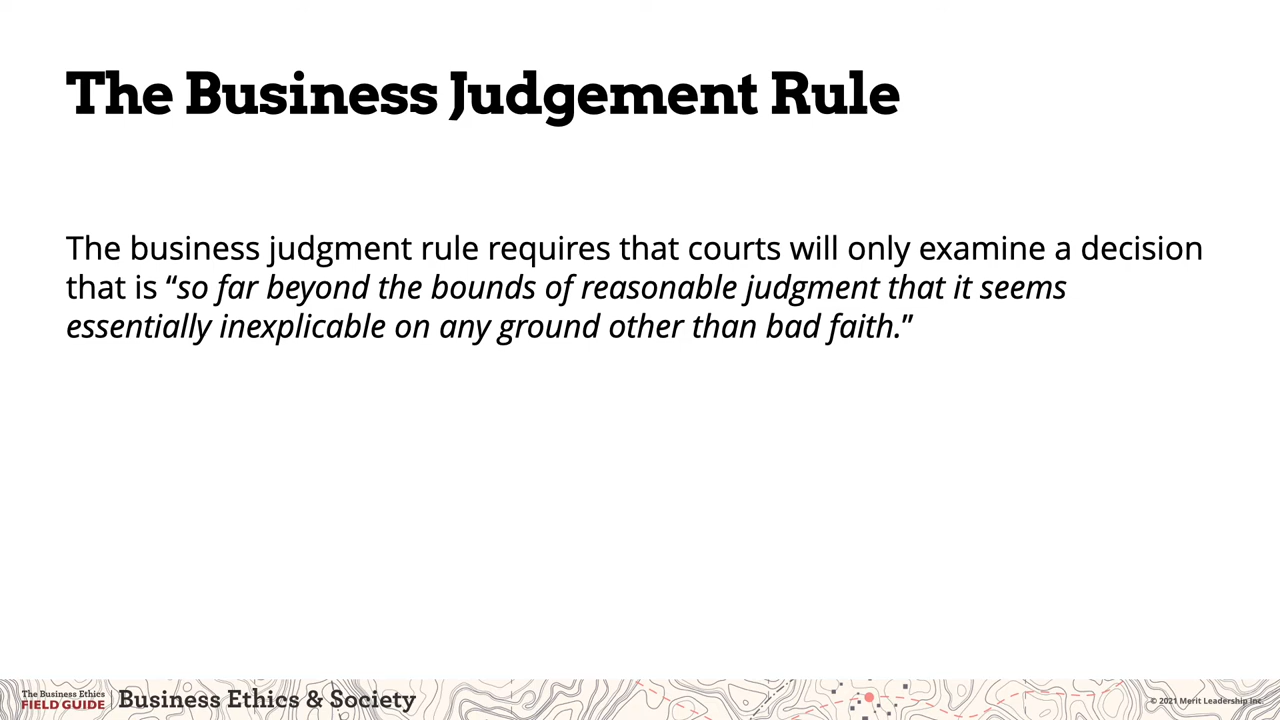 The Business Judgement Rule
The business judgment rule requires that courts will only examine a decision
that is “so far beyond the bounds of reasonable judgment that it seems
essentially inexplicable on any ground other than bad faith.”
The Business Ethics
FIELD GUIDE
Business Ethics & Society
© 2021 Merit Leadership Inc.